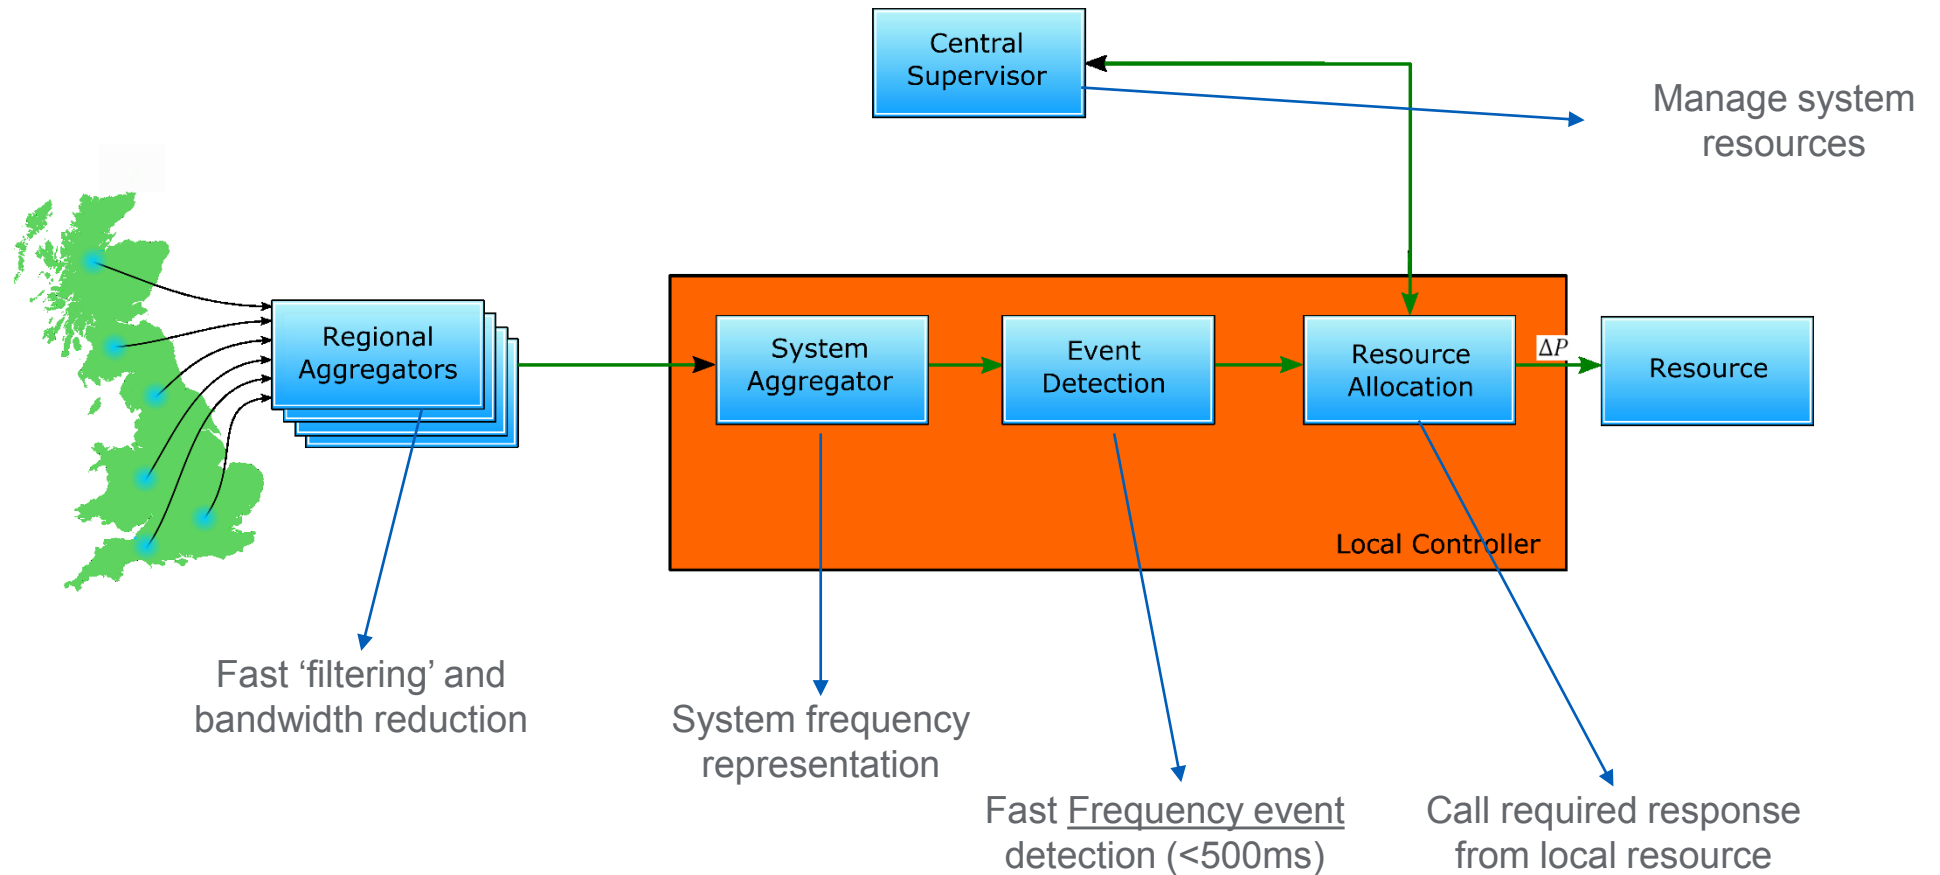 Central
Supervisor
Manage system
resources
Regional
Aggregators
System
Aggregator
Event
Detection
Resource
Allocation
ΔP
Resource
Local Controller
Fast ‘filtering’ and
bandwidth reduction
System frequency
representation
Fast Frequency event
detection (<500ms)
Call required response
from local resource